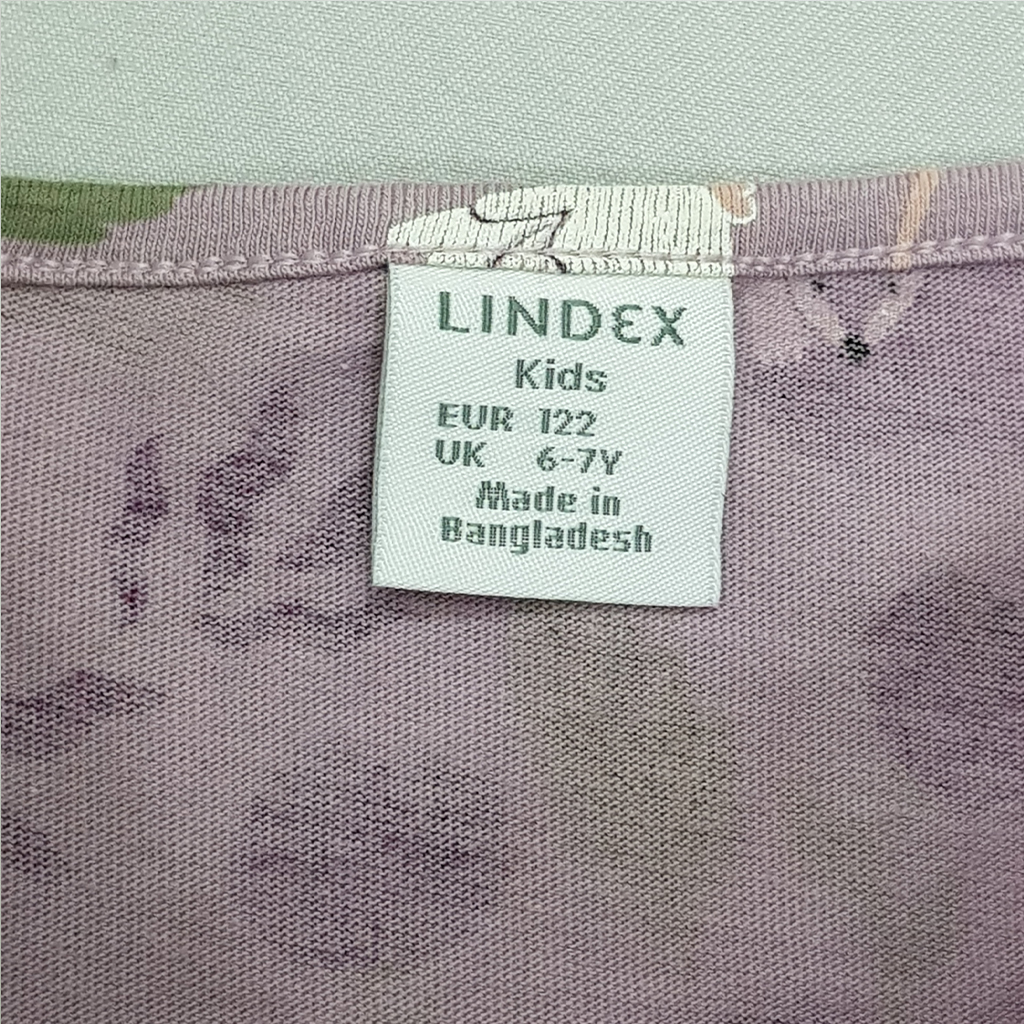 LINDEX
Kids
EUR 122
UK 6-7Y
Made in
Bangladesh